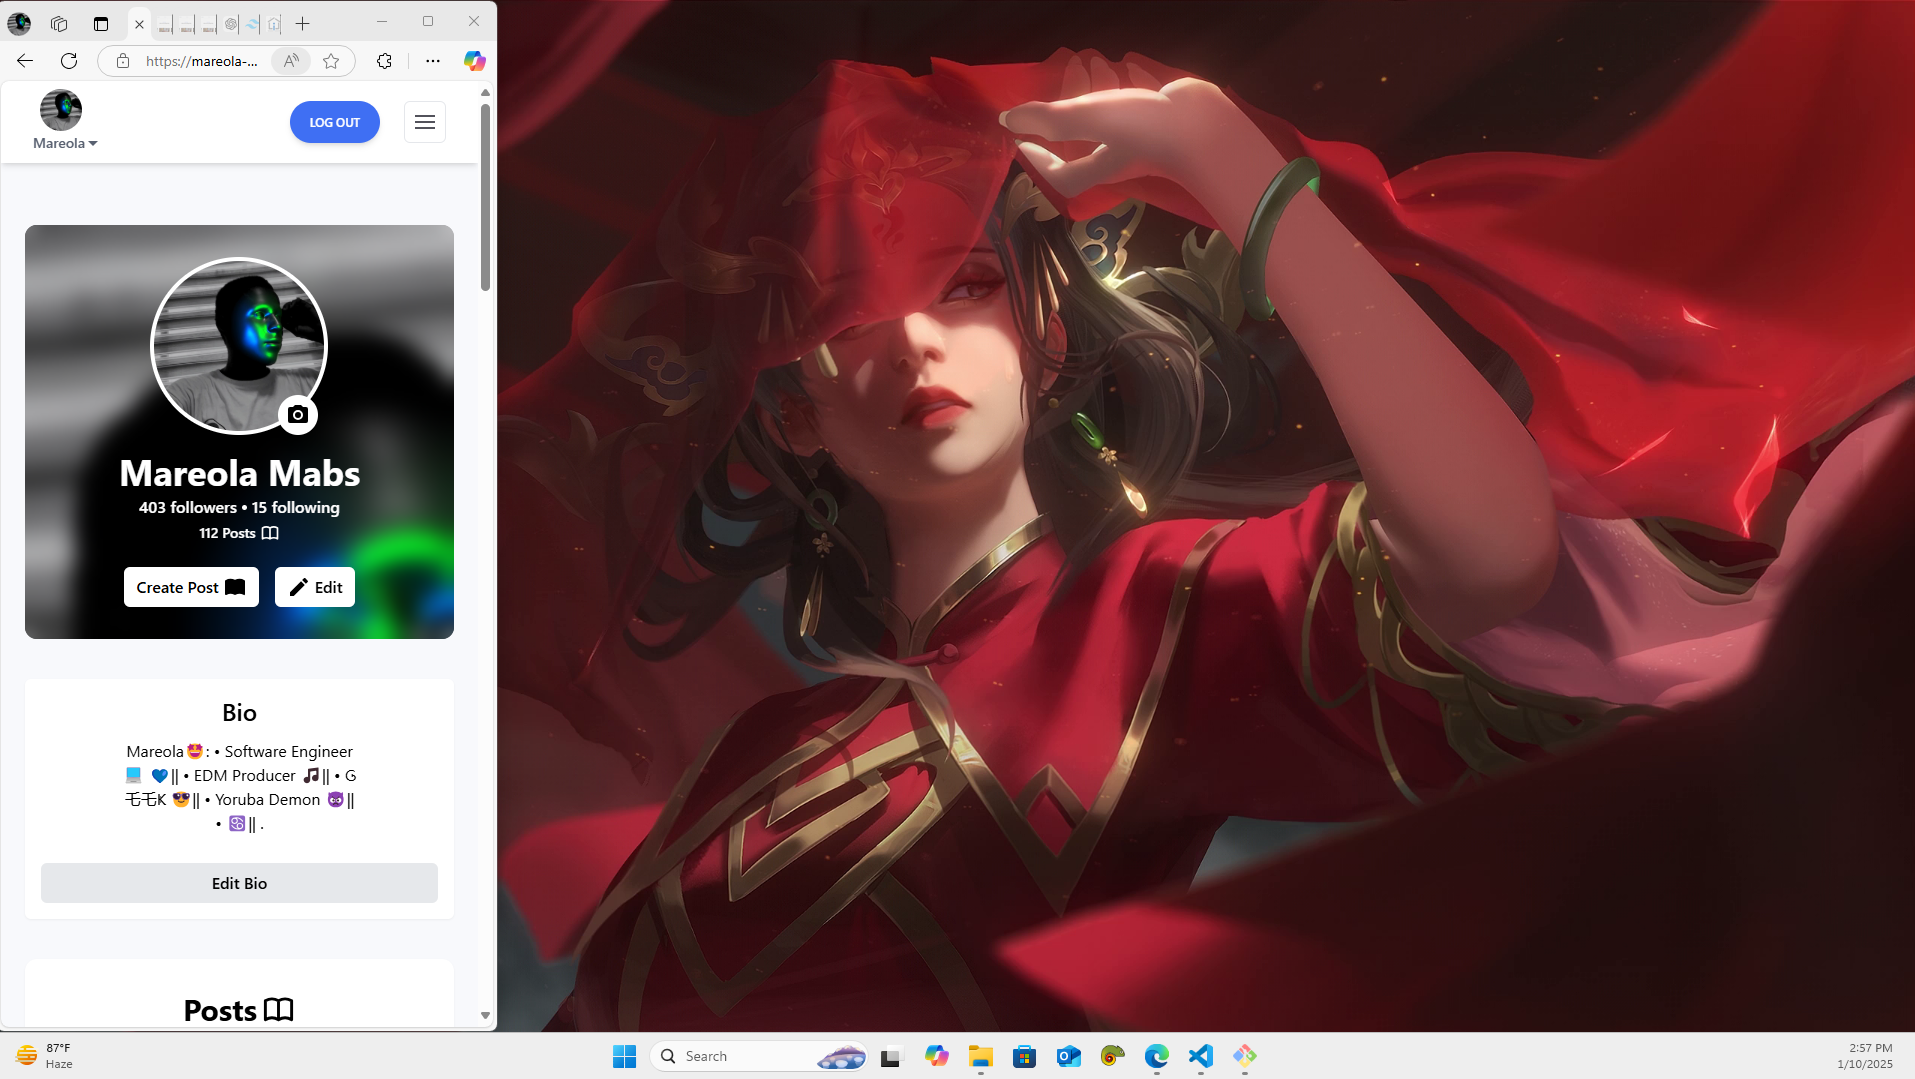 https://mareola-...
LOG OUT
Mareola
Mareola Mabs
403 followers • 15 following
112 Posts
Create Post
Edit
Bio
Mareola🤩: • Software Engineer
💻 💙|| • EDM Producer 🎵|| • G
乇乇K 😎|| • Yoruba Demon 😈||
• ♋|| .
Edit Bio
Posts
87°F
Haze
Search
2:57 PM
1/10/2025